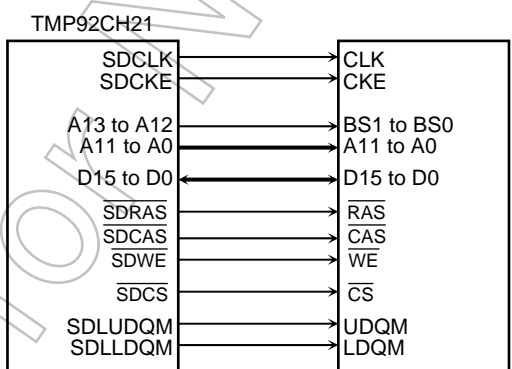 TMP92CH21
SDCLK CLK
SDCKE CKE
A13 to A12 BS1 to BS0
A11 to A0 A11 to A0
D15 to D0 D15 to D0
SDRAS RAS
SDCAS CAS
SDWE WE
SDCS CS
SDLUDQM UDQM
SDLLDQM LDQM